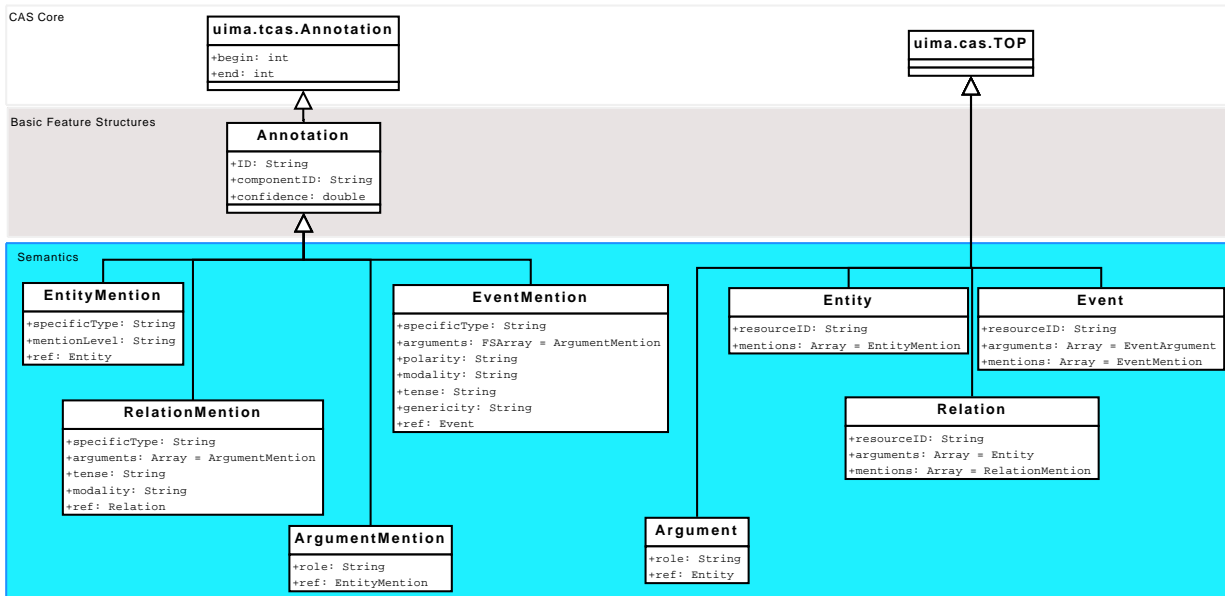 CAS Core
uima.tcas.Annotation
+begin: int
+end: int
uima.cas.TOP
Basic Feature Structures
Annotation
+ID: String
+componentID: String
+confidence: double
Semantics
EntityMention
+specificType: String
+mentionLevel: String
+ref: Entity
EventMention
+specificType: String
+arguments: FSArray = ArgumentMention
+polarity: String
+modality: String
+tense: String
+genericity: String
+ref: Event
Entity
+resourceID: String
+mentions: Array = EntityMention
Event
+resourceID: String
+arguments: Array = EventArgument
+mentions: Array = EventMention
RelationMention
+specificType: String
+arguments: Array = ArgumentMention
+tense: String
+modality: String
+ref: Relation
Relation
+resourceID: String
+arguments: Array = Entity
+mentions: Array = RelationMention
ArgumentMention
+role: String
+ref: EntityMention
Argument
+role: String
+ref: Entity